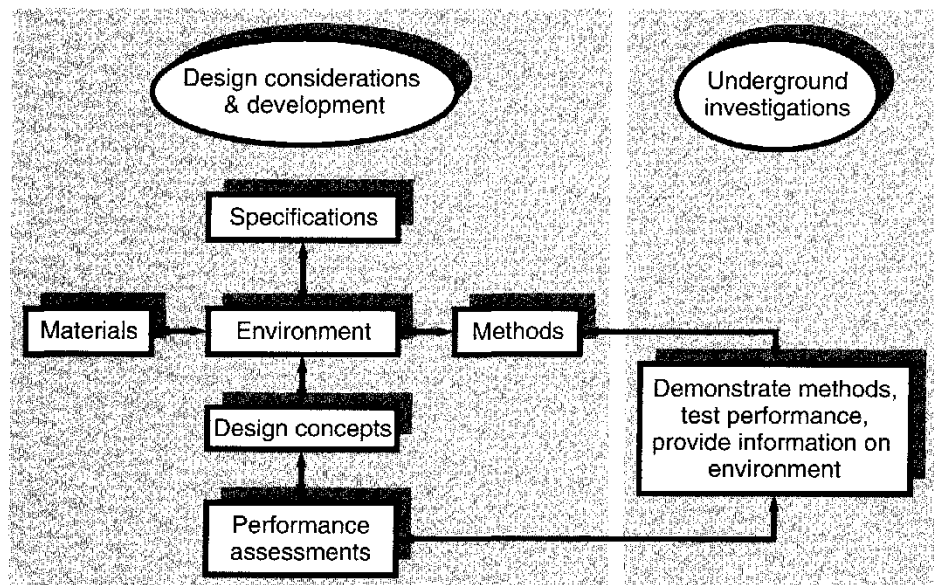 Design considerations
& development
Underground
investigations
Specifications
Materials
Environment
Methods
Design concepts
Performance
assessments
Demonstrate methods,
test performance,
provide information on
environment